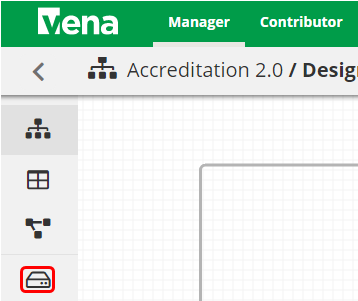 Vena
Manager Contributor
Accreditation 2.0 / Desig